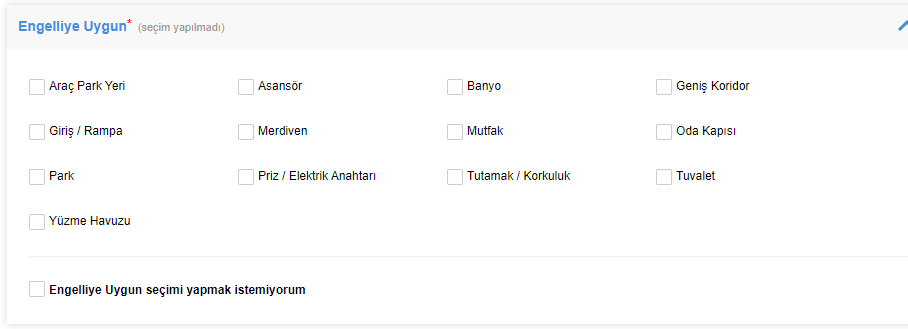 Engelliye Uygun* (seçim yapılmadı)
Araç Park Yeri Asansör Banyo Geniş Koridor
Giriş / Rampa Merdiven Mutfak Oda Kapısı
Park Priz / Elektrik Anahtarı Tutamak / Korkuluk Tuvalet
Yüzme Havuzu
Engelliye Uygun seçimi yapmak istemiyorum